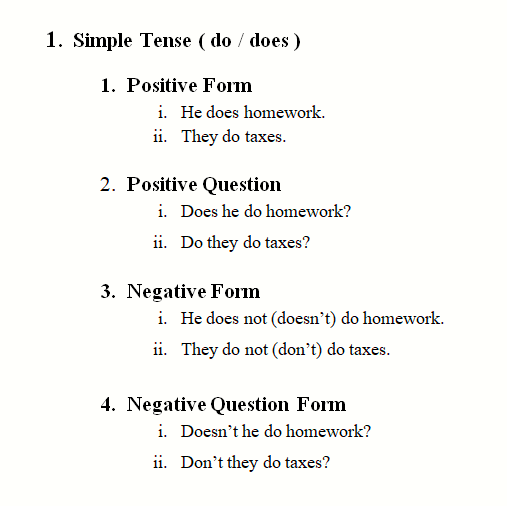 1. Simple Tense ( do / does )
1. Positive Form
i. He does homework.
ii. They do taxes.
2. Positive Question
i. Does he do homework?
ii. Do they do taxes?
3. Negative Form
i. He does not (doesn’t) do homework.
ii. They do not (don’t) do taxes.
4. Negative Question Form
i. Doesn’t he do homework?
ii. Don’t they do taxes?